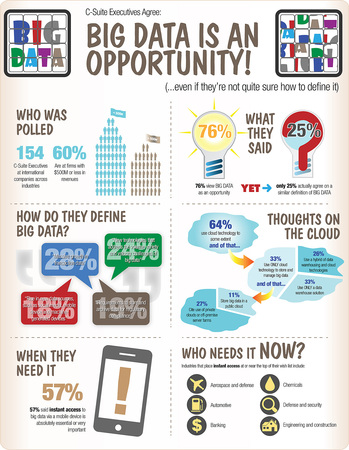 BIG
DATA
C-Suite Executives Agree:
BIG DATA IS AN
OPPORTUNITY!
(...even if they're not quite sure how to define it)
WHO WAS
POLLED
154
C-Suite Executives
at international
companies across
industries
60%
Are at firms with
$500M or less in
revenues
WHAT
THEY
SAID
76%
25%
76% view BIG DATA
as an opportunity
YET
only 25% actually agree on a
similar definition of BIG DATA
HOW DO THEY DEFINE
BIG DATA?
28%
24%
18%
19%
THOUGHTS ON
THE CLOUD
64%
use cloud technology to
some extent
and of that...
33%
Use ONLY cloud
technology to store and
manage big data
and of that...
26%
Use a hybrid of data
warehousing and cloud
technologies
33%
Use ONLY a data
warehouse solution
27%
Use private clouds
or off-premise
server farms
11%
Store big data
in a public
cloud
WHEN THEY
NEED IT
57%
57% said instant access to
big data via a mobile device is
absolutely essential or very
important
WHO NEEDS IT NOW?
Industries that place instant access at or near the top of their wish list include:
Aerospace and defense
Chemicals
Automotive
Defense and security
Banking
Engineering and construction